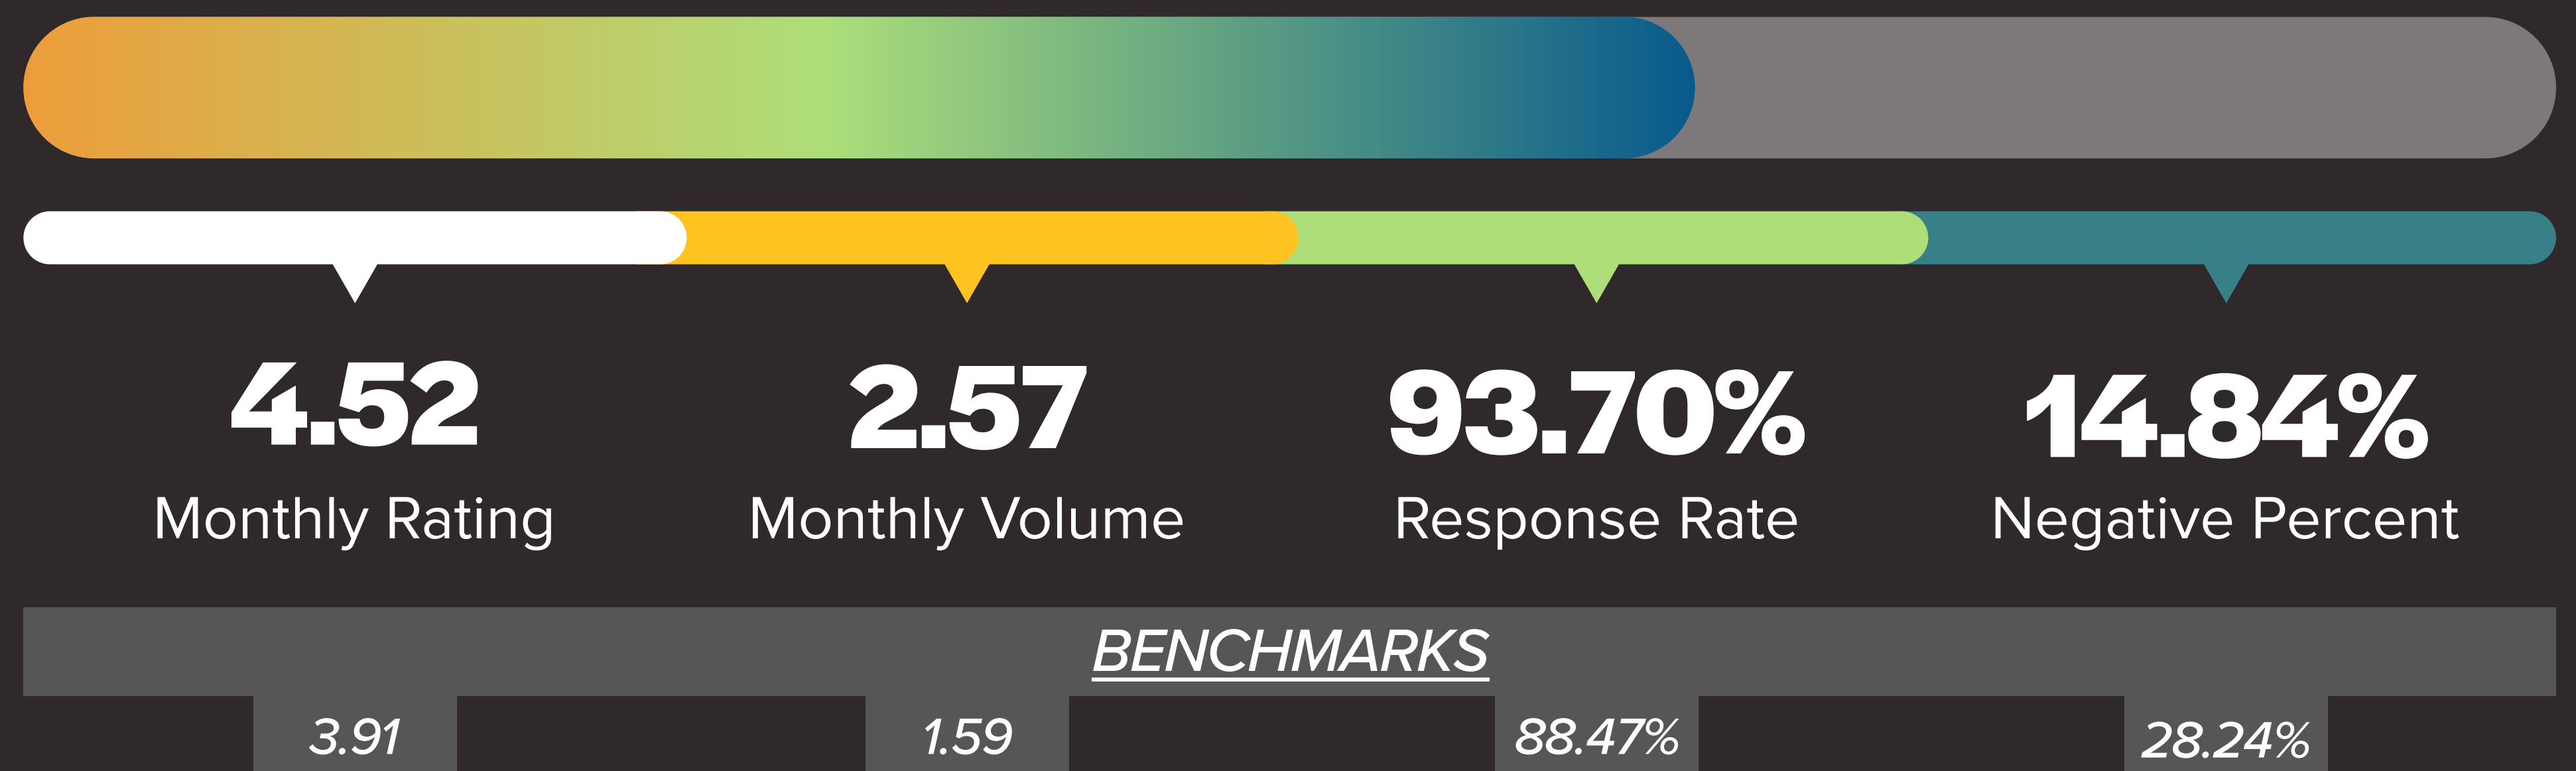 4.52 2.57 93.70% 14.84%
Monthly Rating Monthly Volume Response Rate Negative Percent
BENCHMARKS
3.91 1.59 88.47% 28.24%